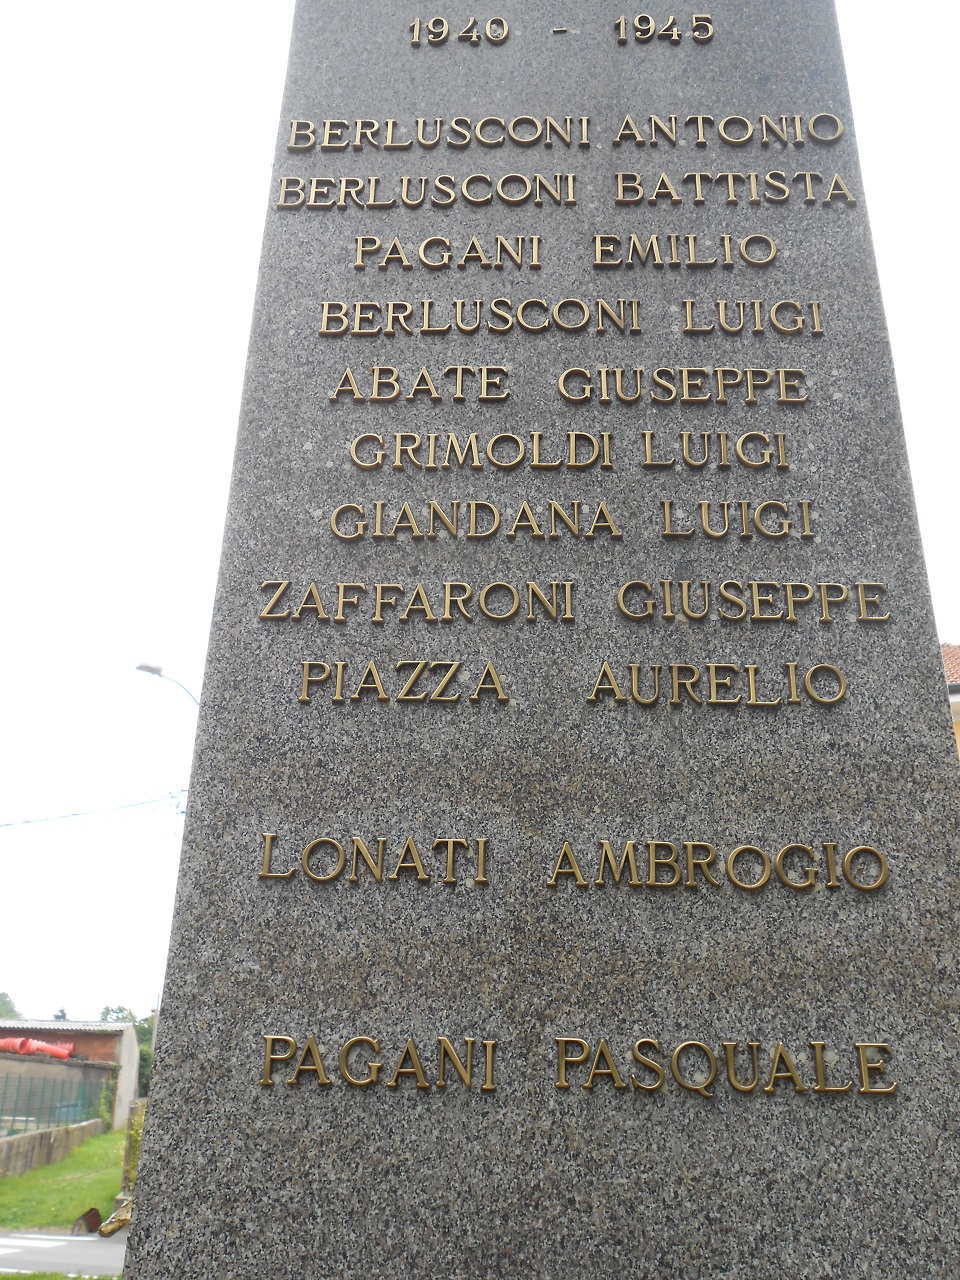 1940 - 1945
BERLUSCONI ANTONIO
BERLUSCONI BATTISTA
PAGANI EMILIO
BERLUSCONI LUIGI
ABATE GIUSEPPE
GRIMOLDI LUIGI
GIANDANA LUIGI
ZAFFARONI GIUSEPPE
PIAZZA AURELIO
LONATI AMBROGIO
PAGANI PASQUALE